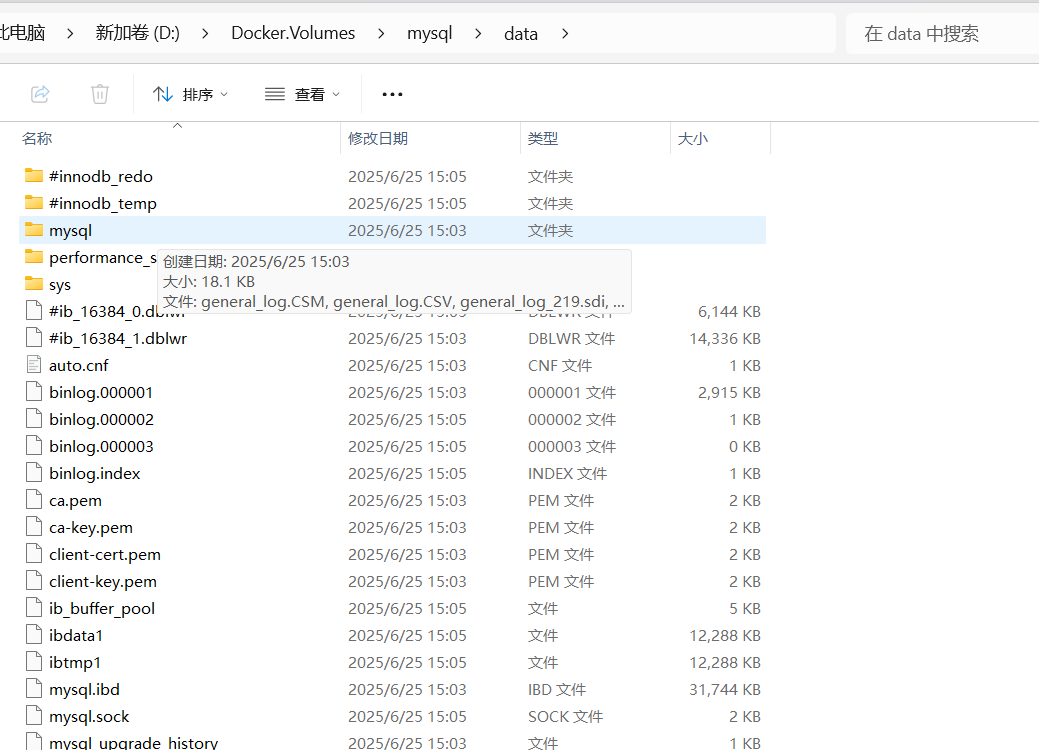 此电脑 > 新加卷 (D:) > Docker.Volumes > mysql > data >
在 data 中搜索
排序 查看 •••
名称 修改日期 类型 大小
#innodb_redo 2025/6/25 15:05 文件夹
#innodb_temp 2025/6/25 15:05 文件夹
mysql 2025/6/25 15:03 文件夹
performance_s
创建日期: 2025/6/25 15:03
sys
大小: 18.1 KB
文件: general_log.CSM, general_log.CSV, general_log_219.sdi, ...
#ib_16384_0.dblwr 2025/6/25 15:05 DBLWR 文件 6,144 KB
#ib_16384_1.dblwr 2025/6/25 15:03 DBLWR 文件 14,336 KB
auto.cnf 2025/6/25 15:03 CNF 文件 1 KB
binlog.000001 2025/6/25 15:03 000001 文件 2,915 KB
binlog.000002 2025/6/25 15:05 000002 文件 1 KB
binlog.000003 2025/6/25 15:05 000003 文件 0 KB
binlog.index 2025/6/25 15:05 INDEX 文件 1 KB
ca.pem 2025/6/25 15:03 PEM 文件 2 KB
ca-key.pem 2025/6/25 15:03 PEM 文件 2 KB
client-cert.pem 2025/6/25 15:03 PEM 文件 2 KB
client-key.pem 2025/6/25 15:03 PEM 文件 2 KB
ib_buffer_pool 2025/6/25 15:05 文件 5 KB
ibdata1 2025/6/25 15:05 文件 12,288 KB
ibtmp1 2025/6/25 15:05 文件 12,288 KB
mysql.ibd 2025/6/25 15:03 IBD 文件 31,744 KB
mysql.sock 2025/6/25 15:05 SOCK 文件 2 KB
mysql_upgrade_history 2025/6/25 15:03 文件 1 KB